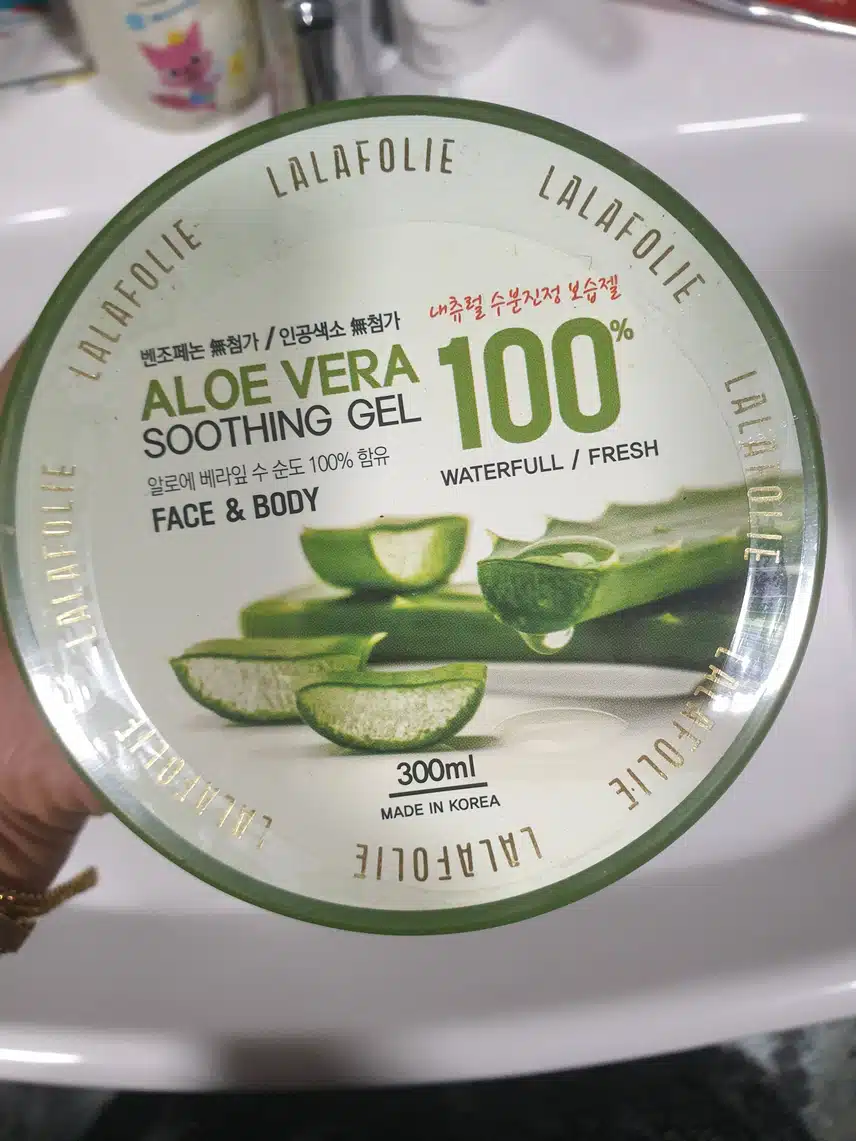 LALAFOLIE
LALAFOLIE
LALAFOLIE
내츄럴 수분진정 보습젤
벤조페논 無첨가 / 인공색소 無첨가
100%
ALOE VERA
SOOTHING GEL
WATERFULL / FRESH
알로에 베라잎 수 순도 100% 함유
FACE & BODY
LALAFOLIE
LALAFOLIE
300ml
MADE IN KOREA
LALAFOLIE
LALAFOLIE
LALAFOLIE